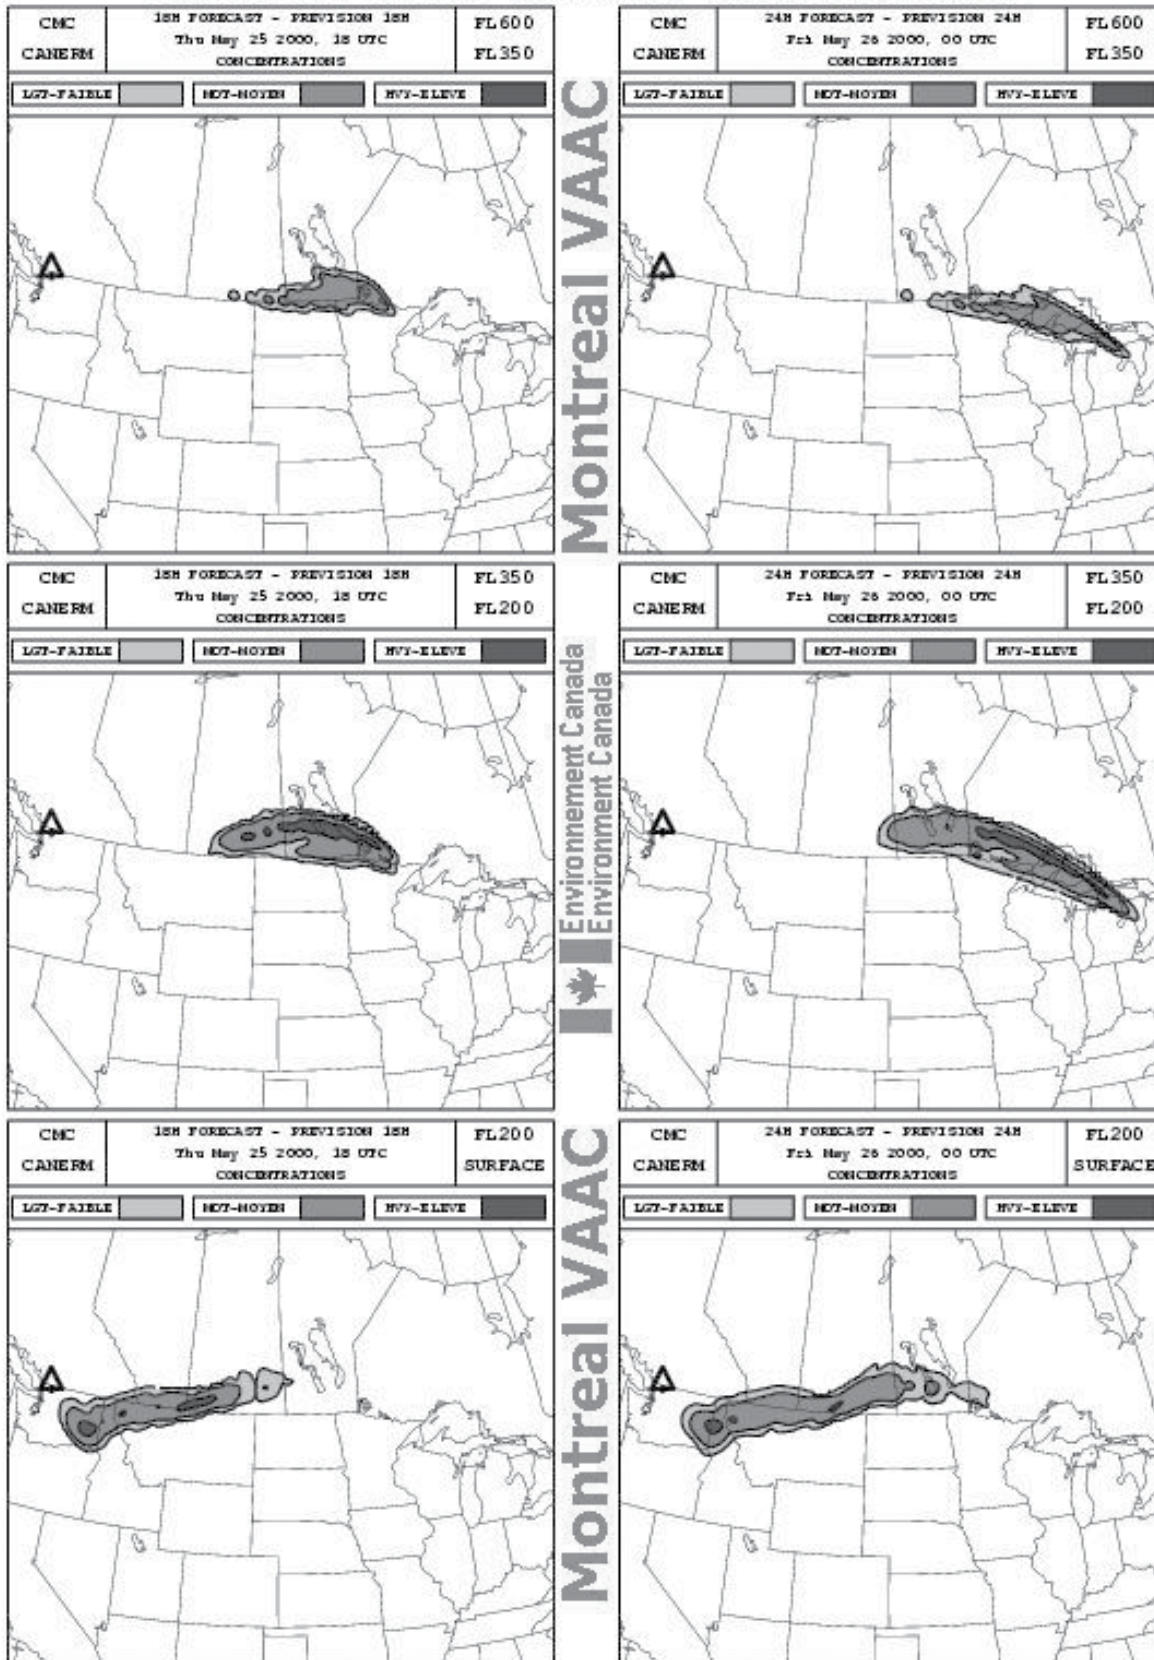 CMC
CANERM
18H FORECAST - PREVISION 18H
Thu May 25 2000, 18 UTC
CONCENTRATIONS
FL600
FL350
LGT-FAIBLE
MDT-MOYEN
HVY-ELEVE
CMC
CANERM
24H FORECAST - PREVISION 24H
Fri May 26 2000, 00 UTC
CONCENTRATIONS
FL600
FL350
LGT-FAIBLE
MDT-MOYEN
HVY-ELEVE
Montreal VAAC
CMC
CANERM
18H FORECAST - PREVISION 18H
Thu May 25 2000, 18 UTC
CONCENTRATIONS
FL350
FL200
LGT-FAIBLE
MDT-MOYEN
HVY-ELEVE
CMC
CANERM
24H FORECAST - PREVISION 24H
Fri May 26 2000, 00 UTC
CONCENTRATIONS
FL350
FL200
LGT-FAIBLE
MDT-MOYEN
HVY-ELEVE
Environnement Canada
Environment Canada
CMC
CANERM
18H FORECAST - PREVISION 18H
Thu May 25 2000, 18 UTC
CONCENTRATIONS
FL200
SURFACE
LGT-FAIBLE
MDT-MOYEN
HVY-ELEVE
CMC
CANERM
24H FORECAST - PREVISION 24H
Fri May 26 2000, 00 UTC
CONCENTRATIONS
FL200
SURFACE
LGT-FAIBLE
MDT-MOYEN
HVY-ELEVE
Montreal VAAC